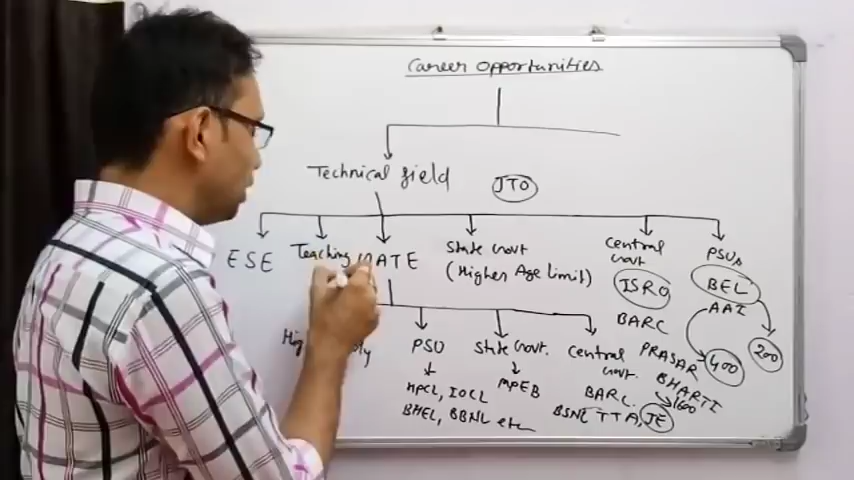 Career opportunities
Technical field
JTO
ESE
Teaching
GATE
State Govt
(Higher Age Limit)
Central
Govt
ISRO
BARC
PRASAR
BHARTI
1600
PSUs
BEL
AAI
400
200
PSU
HPCL, IOCL
BHEL, BBNL etc
State Govt.
MPEB
Central
Govt.
BARC.
BSNL TTA, JE